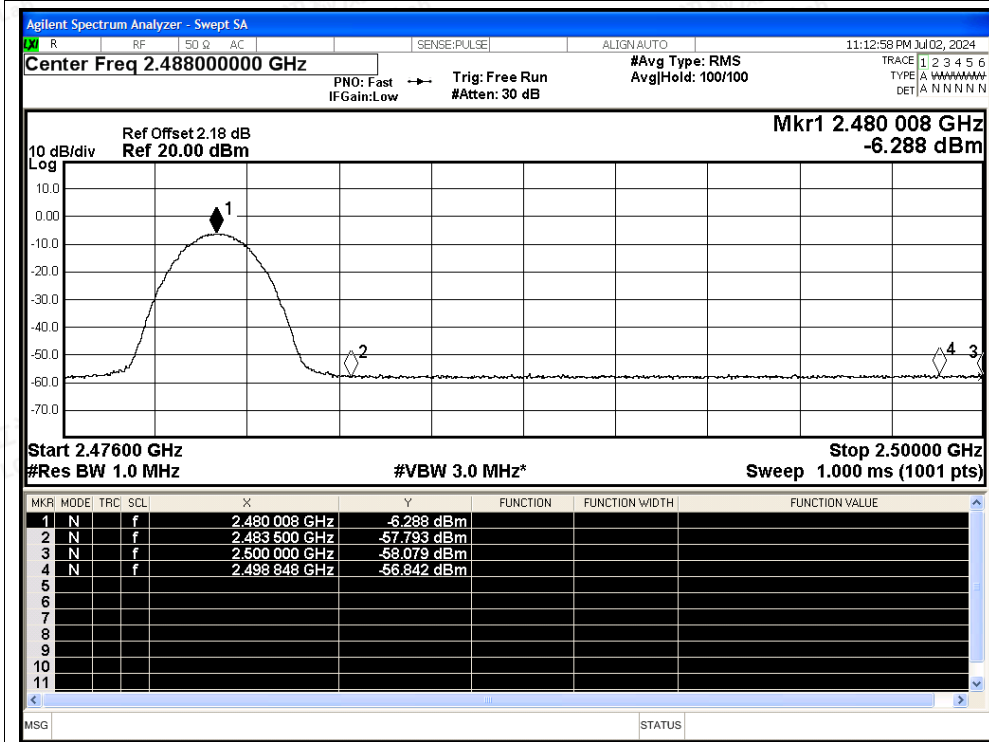 Agilent Spectrum Analyzer - Swept SA
LXI R RF 50 Ω AC SENSE:PULSE ALIGN AUTO 11:12:58 PM Jul 02, 2024
Center Freq 2.488000000 GHz
PNO: Fast
IFGain:Low
Trig: Free Run
#Atten: 30 dB
#Avg Type: RMS
Avg|Hold: 100/100
TRACE 1 2 3 4 5 6
TYPE A
DET A N N N N N
Mkr1 2.480 008 GHz
-6.288 dBm
Ref Offset 2.18 dB
10 dB/div Ref 20.00 dBm
Log
10.0
0.00
-10.0
-20.0
-30.0
-40.0
-50.0
-60.0
-70.0
1
2
4
3
Start 2.47600 GHz Stop 2.50000 GHz
#Res BW 1.0 MHz #VBW 3.0 MHz* Sweep 1.000 ms (1001 pts)
MKR MODE TRC SCL X Y FUNCTION FUNCTION WIDTH FUNCTION VALUE
1 N f 2.480 008 GHz -6.288 dBm
2 N f 2.483 500 GHz -57.793 dBm
3 N f 2.500 000 GHz -58.079 dBm
4 N f 2.498 848 GHz -56.842 dBm
5
6
7
8
9
10
11
MSG STATUS